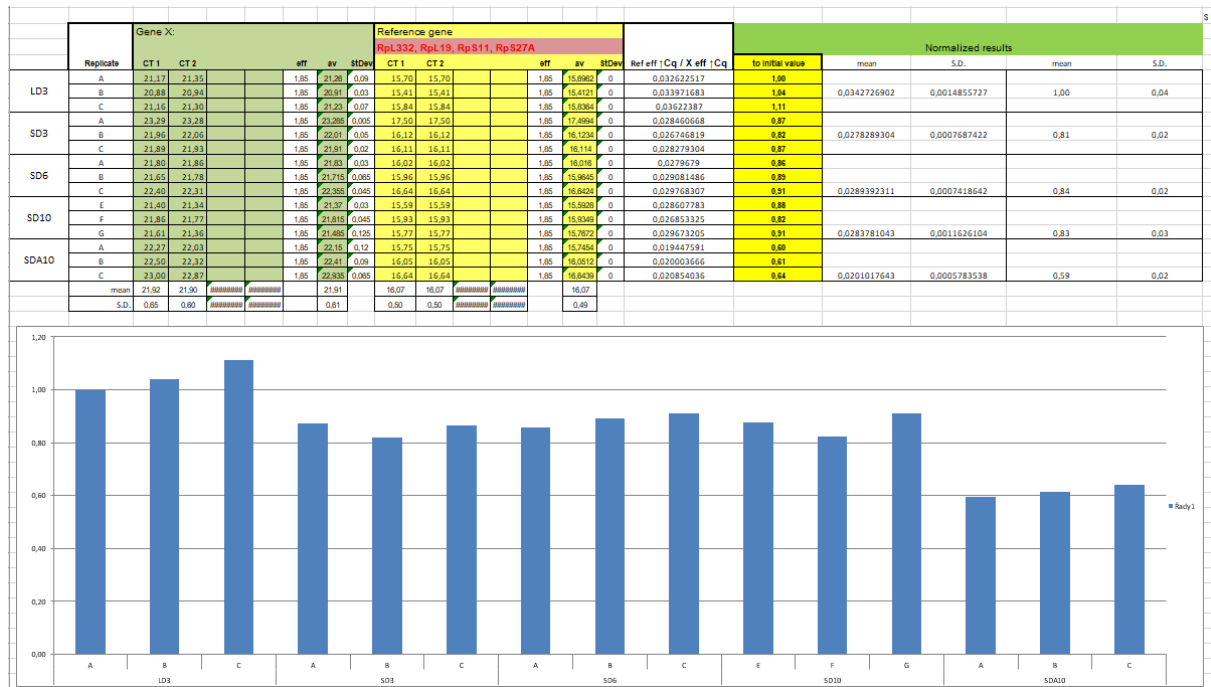 S
Gene X: Reference gene
RpL332, RpL19, RpS11, RpS27A Normalized results
Replicate CT 1 CT 2 eff av StDev CT 1 CT 2 eff av StDev Ref eff ↑Cq / X eff ↑Cq to initial value mean S.D. mean S.D.
A 21,17 21,35 1,85 21,26 0,09 15,70 15,70 1,85 15,6962 0 0,032622517 1,00
LD3 B 20,88 20,94 1,85 20,91 0,03 15,41 15,41 1,85 15,4121 0 0,033971683 1,04 0,0342726902 0,0014855727 1,00 0,04
C 21,16 21,30 1,85 21,23 0,07 15,84 15,84 1,85 15,8364 0 0,03622387 1,11
A 23,29 23,28 1,85 23,285 0,005 17,50 17,50 1,85 17,4994 0 0,028460668 0,87
SD3 B 21,96 22,06 1,85 22,01 0,05 16,12 16,12 1,85 16,1234 0 0,026746819 0,82 0,0278289304 0,0007687422 0,81 0,02
C 21,89 21,93 1,85 21,91 0,02 16,11 16,11 1,85 16,114 0 0,028279304 0,87
A 21,80 21,86 1,85 21,83 0,03 16,02 16,02 1,85 16,016 0 0,0279679 0,86
SD6 B 21,65 21,78 1,85 21,715 0,065 15,96 15,96 1,85 15,9645 0 0,029081486 0,89
C 22,40 22,31 1,85 22,355 0,045 16,64 16,64 1,85 16,6424 0 0,029768307 0,91 0,0289392311 0,0007418642 0,84 0,02
E 21,40 21,34 1,85 21,37 0,03 15,59 15,59 1,85 15,5928 0 0,028607783 0,88
SD10 F 21,86 21,77 1,85 21,815 0,045 15,93 15,93 1,85 15,9349 0 0,026853325 0,82
G 21,61 21,36 1,85 21,485 0,125 15,77 15,77 1,85 15,7672 0 0,029673205 0,91 0,0283781043 0,0011626104 0,83 0,03
A 22,27 22,03 1,85 22,15 0,12 15,75 15,75 1,85 15,7454 0 0,019447591 0,60
SDA10 B 22,50 22,32 1,85 22,41 0,09 16,05 16,05 1,85 16,0512 0 0,020003666 0,61
C 23,00 22,87 1,85 22,935 0,065 16,64 16,64 1,85 16,6439 0 0,020854036 0,64 0,0201017643 0,0005783538 0,59 0,02
mean 21,92 21,90 ######## ######## 21,91 16,07 16,07 ######## ######## 16,07
S.D. 0,65 0,60 ######## ######## 0,61 0,50 0,50 ######## ######## 0,49
1,20
1,00
0,80
0,60
0,40
0,20
0,00
Řady1
A B C A B C A B C E F G A B C
LD3 SD3 SD6 SD10 SDA10